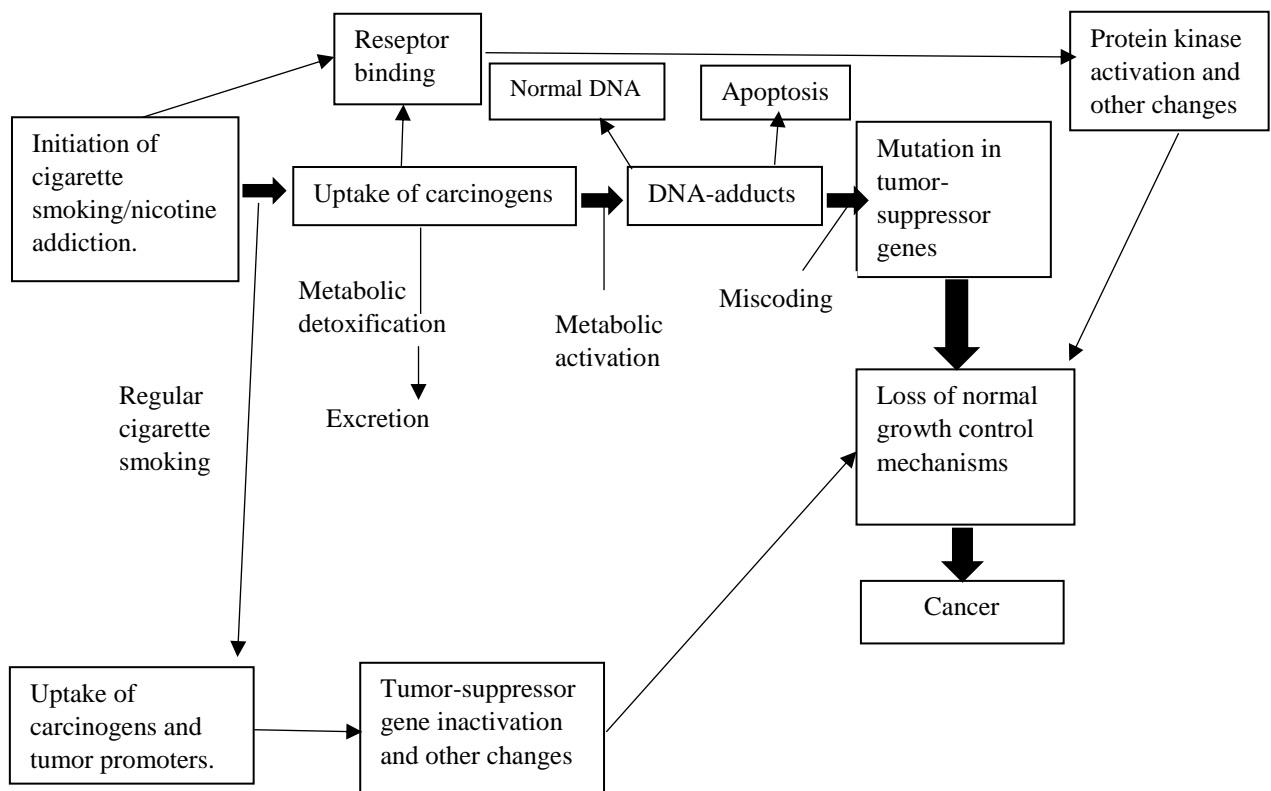 Reseptor
binding
Protein kinase
activation and
other changes
Normal DNA
Apoptosis
Initiation of
cigarette
smoking/nicotine
addiction.
Uptake of carcinogens
DNA-adducts
Mutation in
tumor-
suppressor
genes
Metabolic
detoxification
Metabolic
activation
Miscoding
Regular
cigarette
smoking
Excretion
Loss of normal
growth control
mechanisms
Cancer
Uptake of
carcinogens and
tumor promoters.
Tumor-suppressor
gene inactivation
and other changes